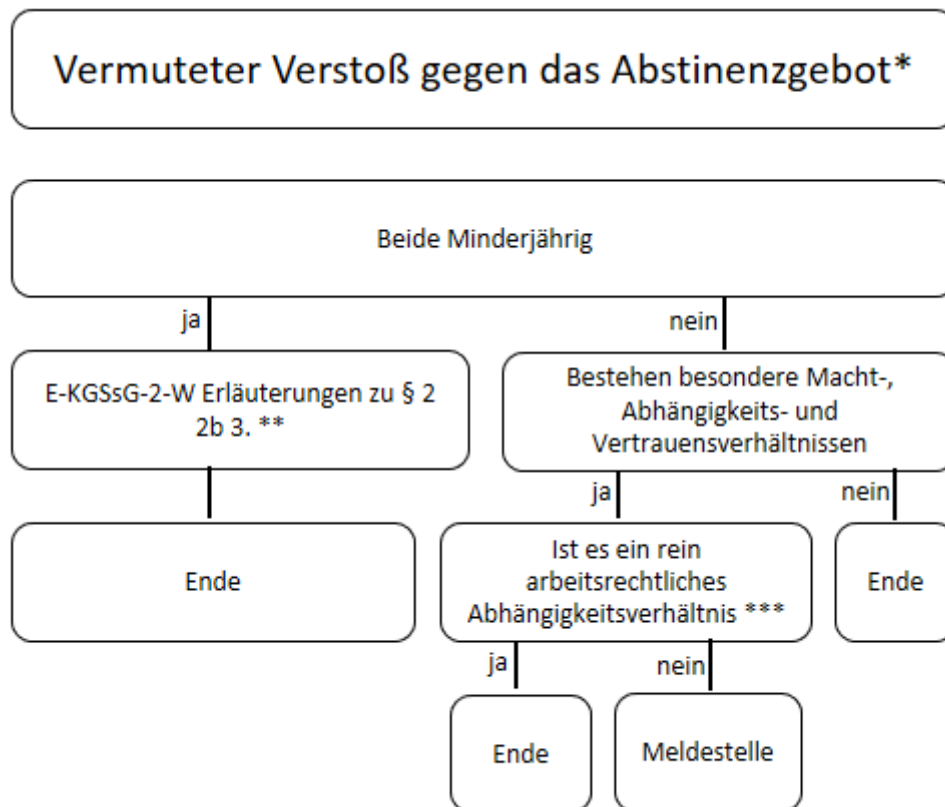 Vermuteter Verstoß gegen das Abstinenzgebot*
Beide Minderjährig
ja
nein
E-KGSsG-2-W Erläuterungen zu § 2
2b 3. **
Bestehen besondere Macht-,
Abhängigkeits- und
Vertrauensverhältnissen
ja
nein
Ende
Ist es ein rein
arbeitsrechtliches
Abhängigkeitsverhältnis ***
Ende
ja
nein
Ende
Meldestelle